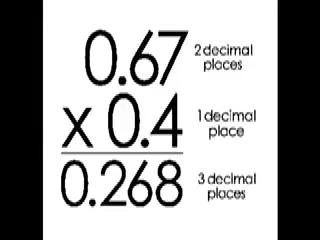 0.67 2 decimal places
x 0.4 1 decimal place
0.268 3 decimal places